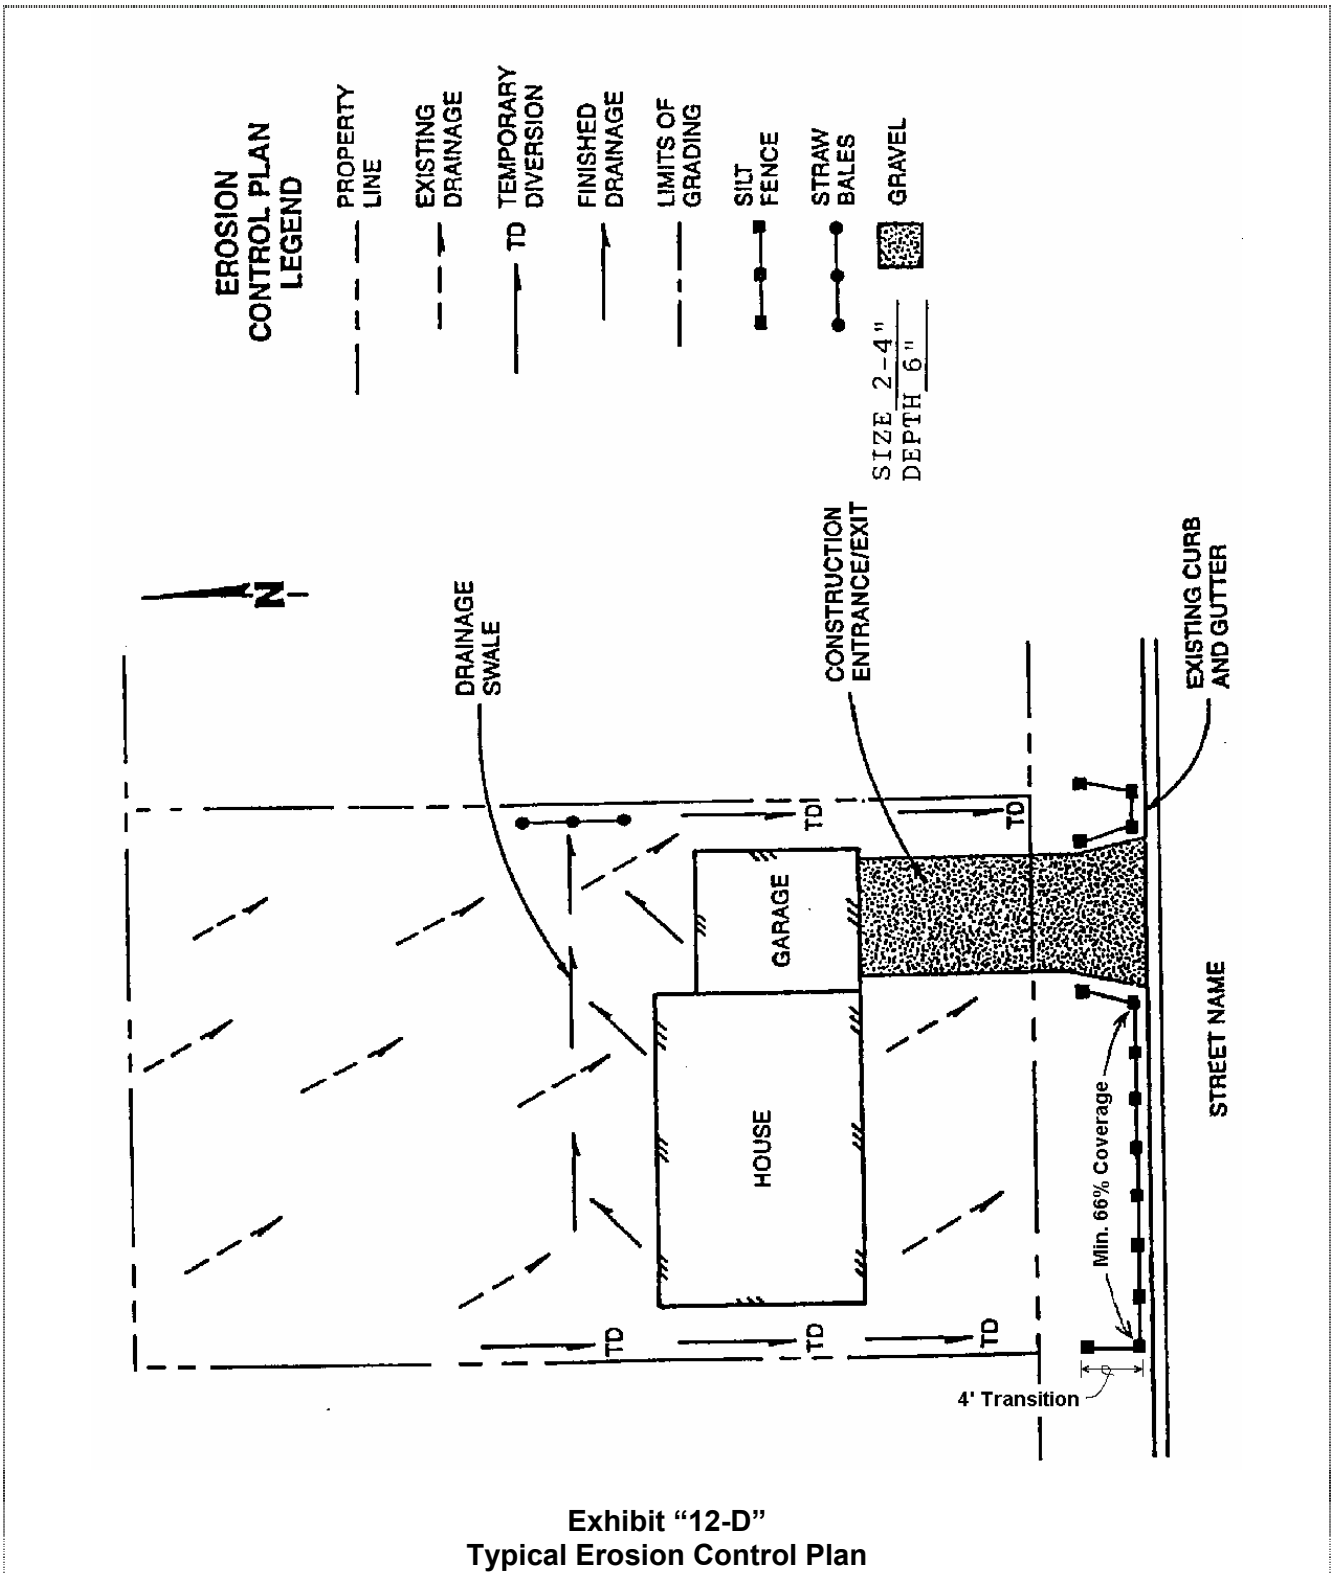 EROSION
CONTROL PLAN
LEGEND
PROPERTY
LINE
EXISTING
DRAINAGE
TD
TEMPORARY
DIVERSION
FINISHED
DRAINAGE
LIMITS OF
GRADING
SILT
FENCE
STRAW
BALES
GRAVEL
SIZE 2-4"
DEPTH 6"
N
DRAINAGE
SWALE
CONSTRUCTION
ENTRANCE/EXIT
EXISTING CURB
AND GUTTER
TD
TD
GARAGE
HOUSE
TD
TD
TD
Min. 66% Coverage
4' Transition
STREET NAME
Exhibit “12-D”
Typical Erosion Control Plan